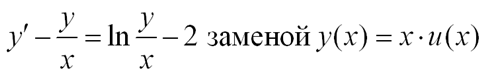 y′ − y/x = ln y/x − 2 заменой y(x) = x · u(x)